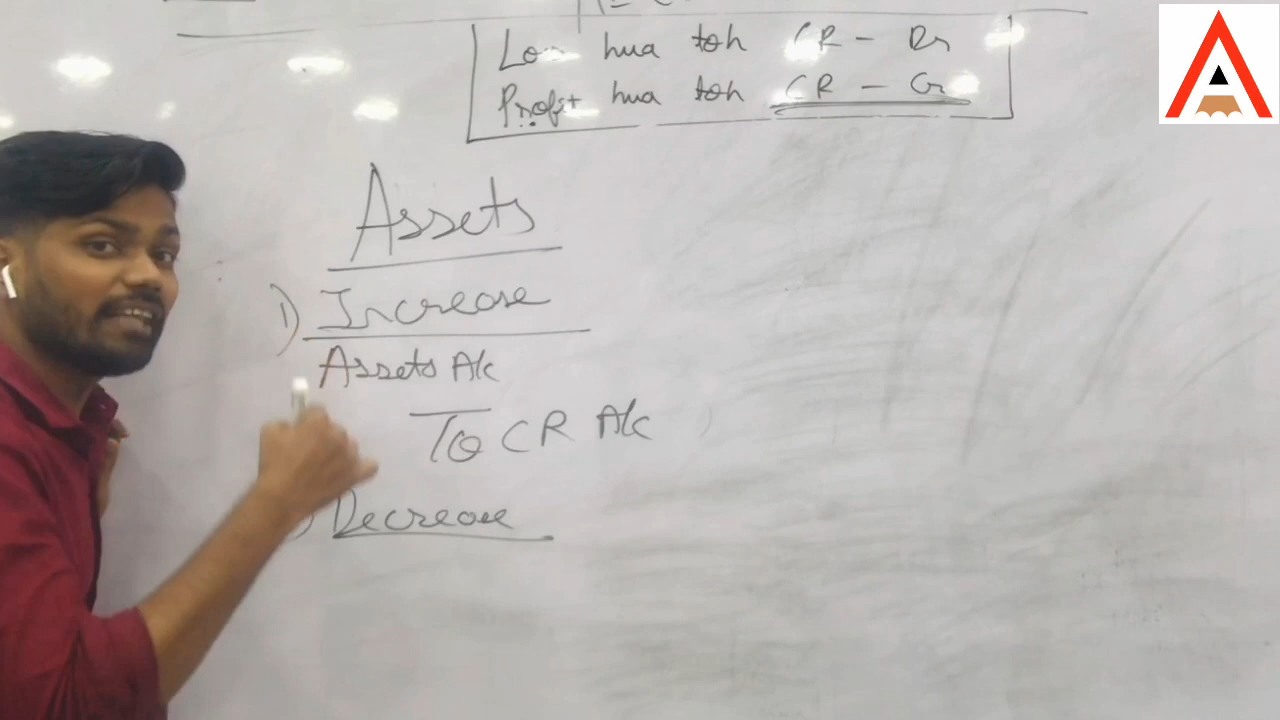 Loss hua toh CR - Dr
Profit hua toh CR - Cr
Assets
1) Increase
Assets A/c
To CR A/c
) Decrease